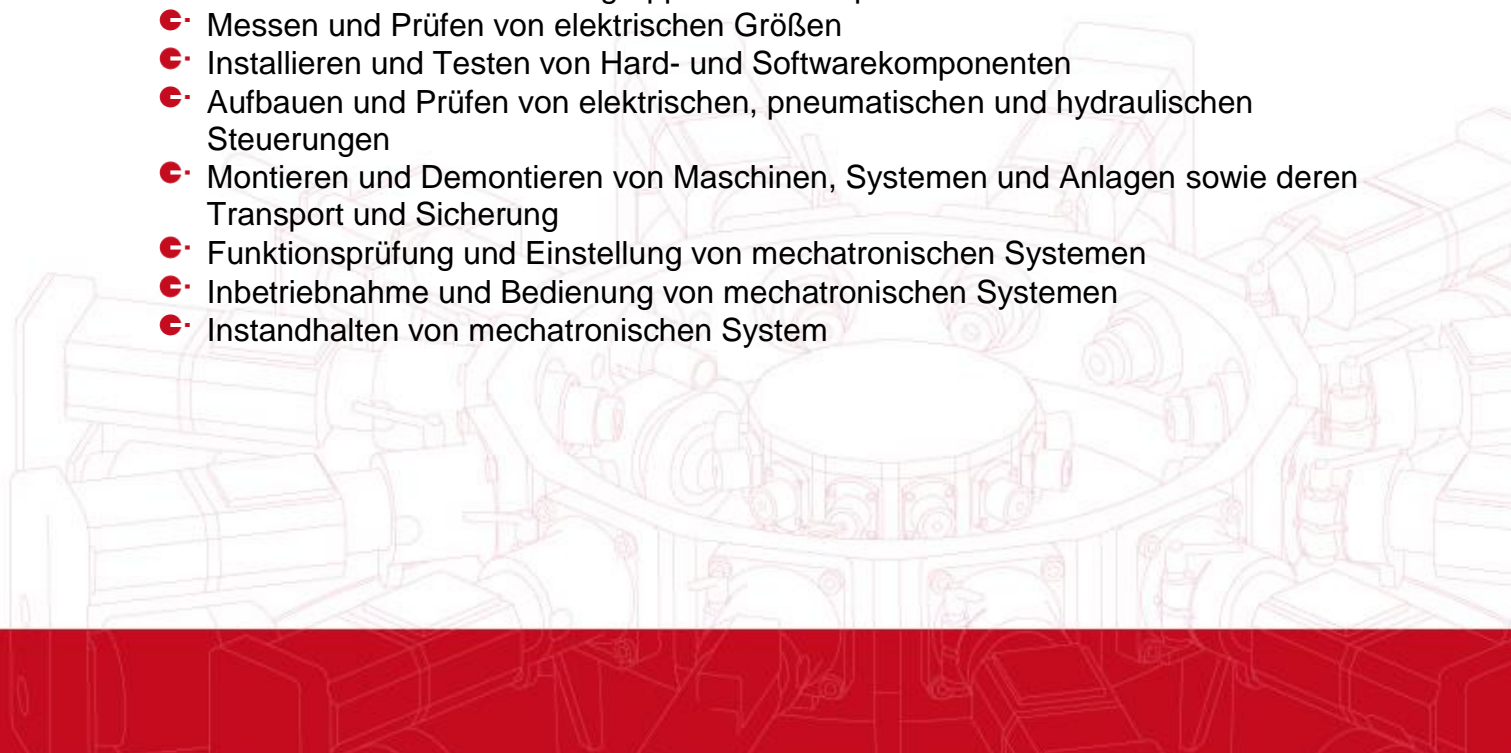 Messen und Prüfen von elektrischen Größen
Installieren und Testen von Hard- und Softwarekomponenten
Aufbauen und Prüfen von elektrischen, pneumatischen und hydraulischen
Steuerungen
Montieren und Demontieren von Maschinen, Systemen und Anlagen sowie deren
Transport und Sicherung
Funktionsprüfung und Einstellung von mechatronischen Systemen
Inbetriebnahme und Bedienung von mechatronischen Systemen
Instandhalten von mechatronischen System